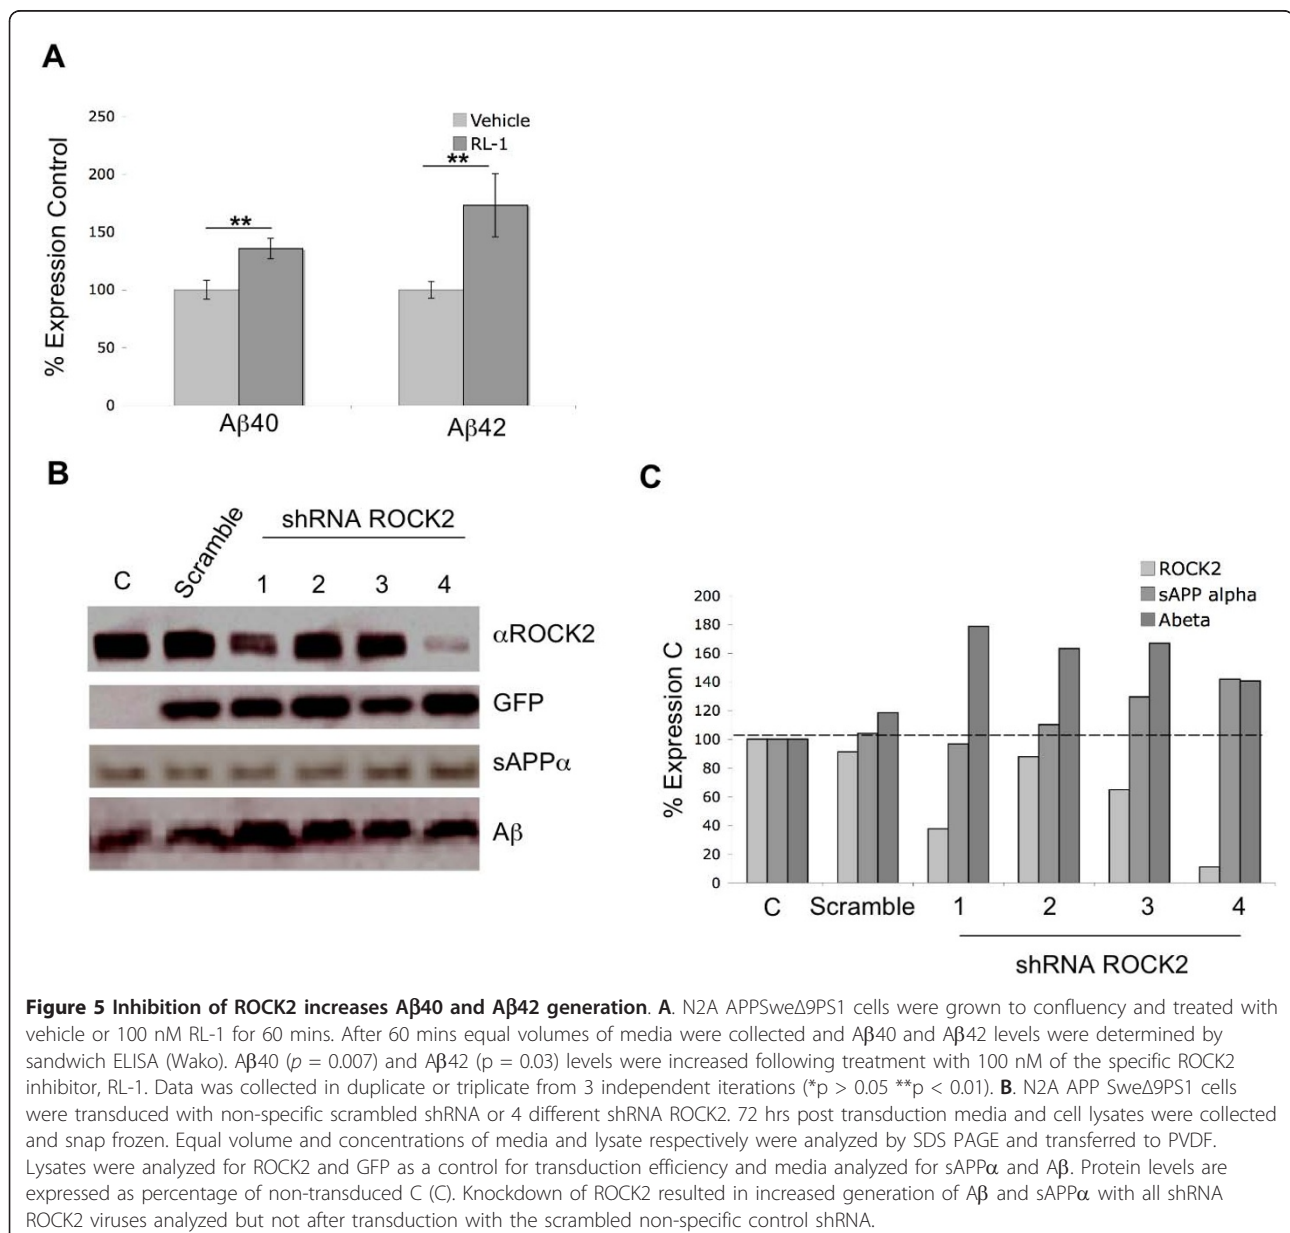 A
250
200
150
100
50
0
% Expression Control
Vehicle
RL-1
**
**
Aβ40
Aβ42
B
C
Scramble
shRNA ROCK2
1
2
3
4
αROCK2
GFP
sAPPα
Aβ
C
ROCK2
sAPP alpha
Abeta
200
180
160
140
120
100
80
60
40
20
0
% Expression C
C
Scramble
1
2
3
4
shRNA ROCK2
Figure 5 Inhibition of ROCK2 increases Aβ40 and Aβ42 generation. A. N2A APPSweΔ9PS1 cells were grown to confluency and treated with
vehicle or 100 nM RL-1 for 60 mins. After 60 mins equal volumes of media were collected and Aβ40 and Aβ42 levels were determined by
sandwich ELISA (Wako). Aβ40 (p = 0.007) and Aβ42 (p = 0.03) levels were increased following treatment with 100 nM of the specific ROCK2
inhibitor, RL-1. Data was collected in duplicate or triplicate from 3 independent iterations (*p > 0.05 **p < 0.01). B. N2A APP SweΔ9PS1 cells
were transduced with non-specific scrambled shRNA or 4 different shRNA ROCK. 72 hrs post transduction media and cell lysates were collected
and snap frozen. Equal volume and concentrations of media and lysate respectively were analyzed by SDS PAGE and transferred to PVDF.
Lysates were analyzed for ROCK2 and GFP as a control for transduction efficiency and media analyzed for sAPPα and Aβ. Protein levels are
expressed as percentage of non-transduced C (C). Knockdown of ROCK2 resulted in increased generation of Aβ and sAPPα with all shRNA
ROCK2 viruses analyzed but not after transduction with the scrambled non-specific control shRNA.